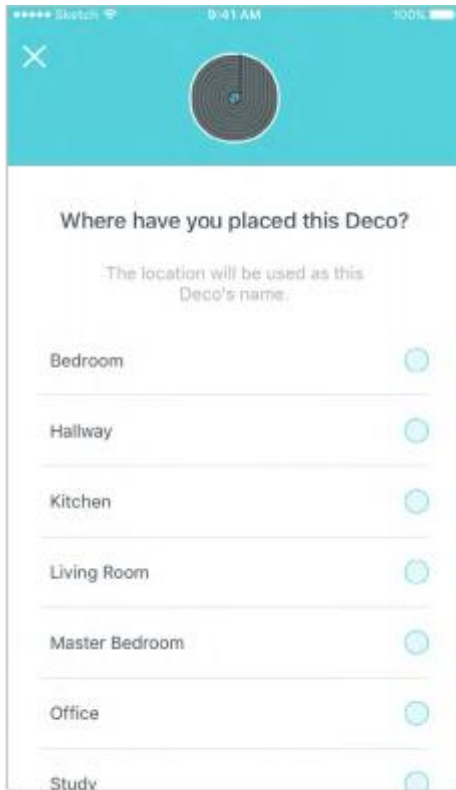 Sketch 9:41 AM 100%
Where have you placed this Deco?
The location will be used as this
Deco's name.
Bedroom
Hallway
Kitchen
Living Room
Master Bedroom
Office
Study